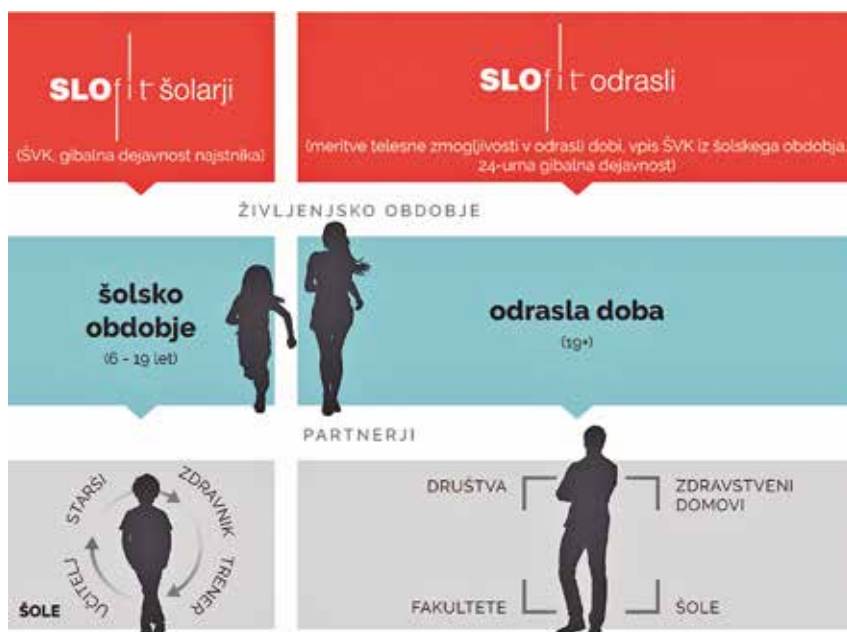 SLOfit šolarji
(ŠVK, gibalna dejavnost najstnika)
SLOfit odrasli
(meritve telesne zmogljivosti v odrasli dobi, vpis ŠVK iz šolskega obdobja,
24-urna gibalna dejavnost)
ŽIVLJENJSKO OBDOBJE
šolsko
obdobje
(6 - 19 let)
odrasla doba
(19+)
PARTNERJI
STARŠI
ZDRAVNIK
TRENER
UČITELJ
ŠOLE
DRUŠTVA
ZDRAVSTVENI
DOMOVI
FAKULTETE
ŠOLE